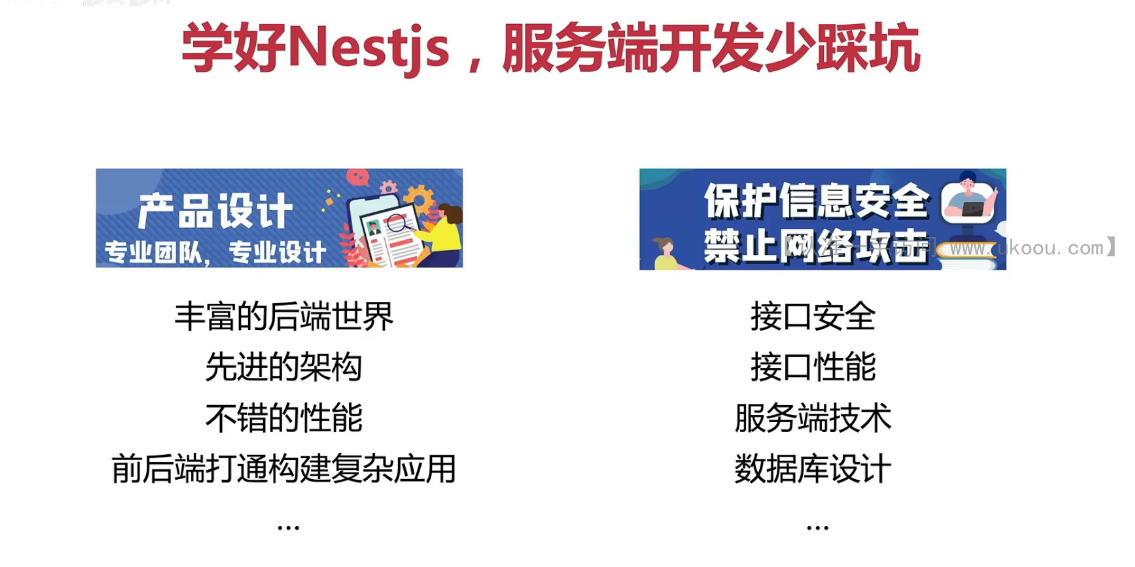 学好Nestjs，服务端开发少踩坑
产品设计
专业团队，专业设计
丰富的后端世界
先进的架构
不错的性能
前后端打通构建复杂应用
...
保护信息安全
禁止网络攻击
www.ukoou.com】
接口安全
接口性能
服务端技术
数据库设计
...